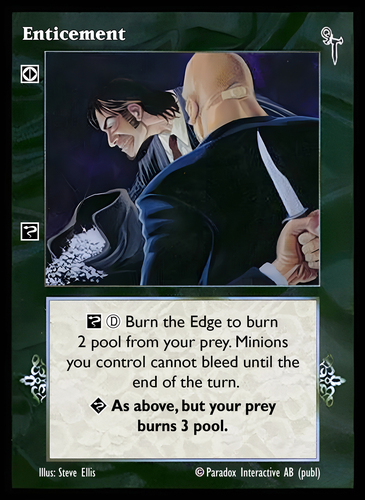 Enticement
D Burn the Edge to burn
2 pool from your prey. Minions
you control cannot bleed until the
end of the turn.
As above, but your prey
burns 3 pool.
Illus: Steve Ellis © Paradox Interactive AB (publ)